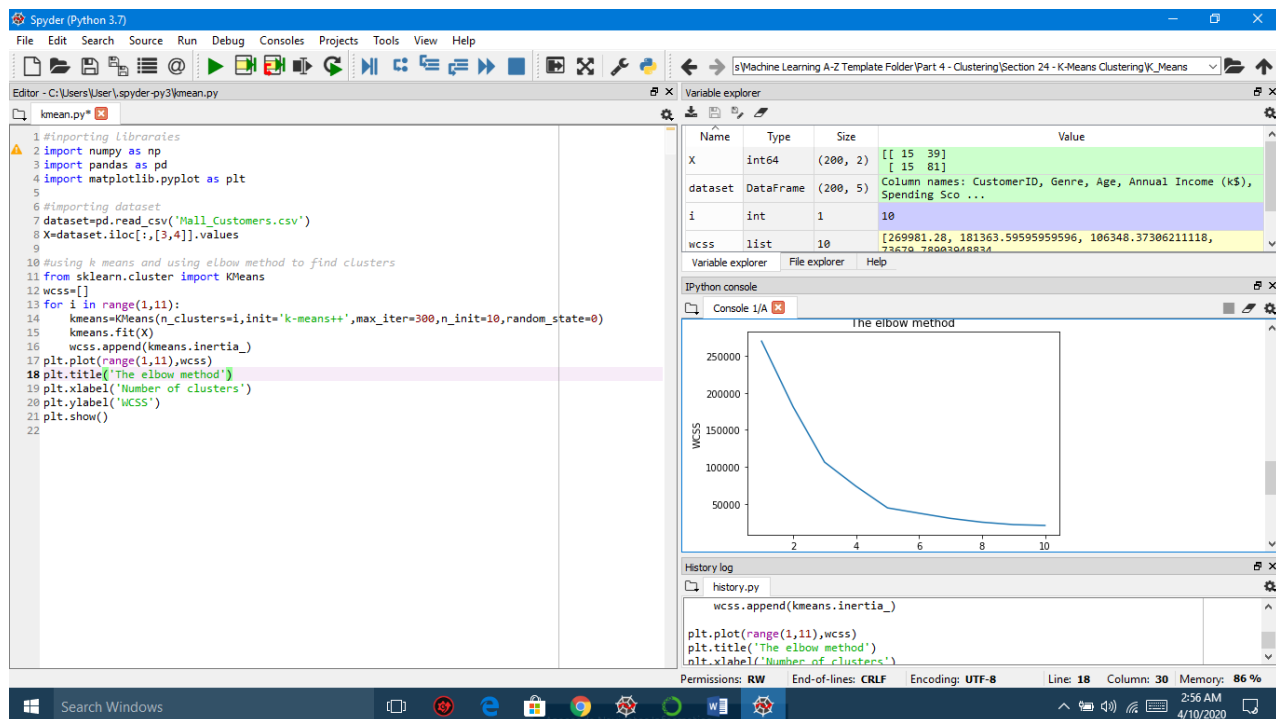 Spyder (Python 3.7)
File Edit Search Source Run Debug Consoles Projects Tools View Help
s\Machine Learning A-Z Template Folder\Part 4 - Clustering\Section 24 - K-Means Clustering\K_Means
Editor - C:\Users\User\.spyder-py3\kmean.py
kmean.py*
1 #inporting libraraies
2 import numpy as np
3 import pandas as pd
4 import matplotlib.pyplot as plt
5
6 #importing dataset
7 dataset=pd.read_csv('Mall_Customers.csv')
8 X=dataset.iloc[:,[3,4]].values
9
10 #using k means and using elbow method to find clusters
11 from sklearn.cluster import KMeans
12 wcss=[]
13 for i in range(1,11):
14     kmeans=KMeans(n_clusters=i,init='k-means++',max_iter=300,n_init=10,random_state=0)
15     kmeans.fit(X)
16     wcss.append(kmeans.inertia_)
17 plt.plot(range(1,11),wcss)
18 plt.title('The elbow method')
19 plt.xlabel('Number of clusters')
20 plt.ylabel('WCSS')
21 plt.show()
22
Variable explorer
Name Type Size Value
X int64 (200, 2) [[ 15 39]
[ 15 81]
dataset DataFrame (200, 5) Column names: CustomerID, Genre, Age, Annual Income (k$),
Spending Sco ...
i int 1 10
wcss list 10 [269981.28, 181363.59595959596, 106348.37306211118,
73679.78903948834
Variable explorer File explorer Help
IPython console
Console 1/A
The elbow method
250000
200000
150000
100000
50000
WCSS
2 4 6 8 10
History log
history.py
wcss.append(kmeans.inertia_)
plt.plot(range(1,11),wcss)
plt.title('The elbow method')
plt.xlabel('Number of clusters')
Permissions: RW End-of-lines: CRLF Encoding: UTF-8 Line: 18 Column: 30 Memory: 86 %
Search Windows
2:56 AM
4/10/2020